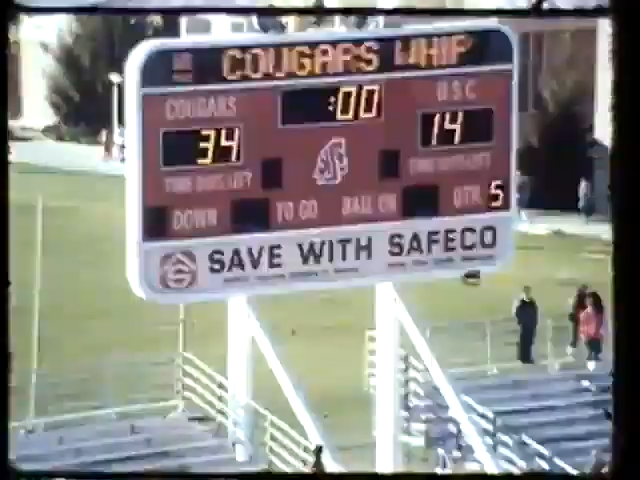 COUGARS WHIP
COUGARS :00 U S C
34 14
TIME OUTS LEFT TIME OUTS LEFT
DOWN TO GO BALL ON QTR 5
SAVE WITH SAFECO